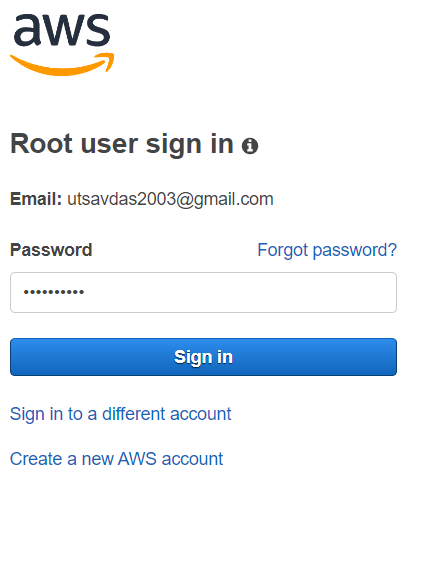 aws
Root user sign in
Email: utsavdas2003@gmail.com
Password Forgot password?
••••••••••
Sign in
Sign in to a different account
Create a new AWS account